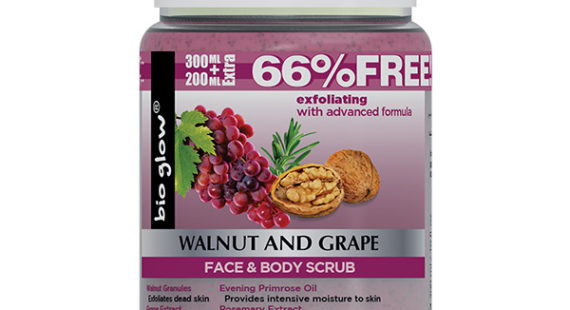 300ML
+
200ML
Extra
66%FREE
exfoliating
with advanced formula
bio glow®
WALNUT AND GRAPE
FACE & BODY SCRUB
Walnut Granules
Exfoliates dead skin
Evening Primrose Oil
Provides intensive moisture to skin
Rosemary Extract